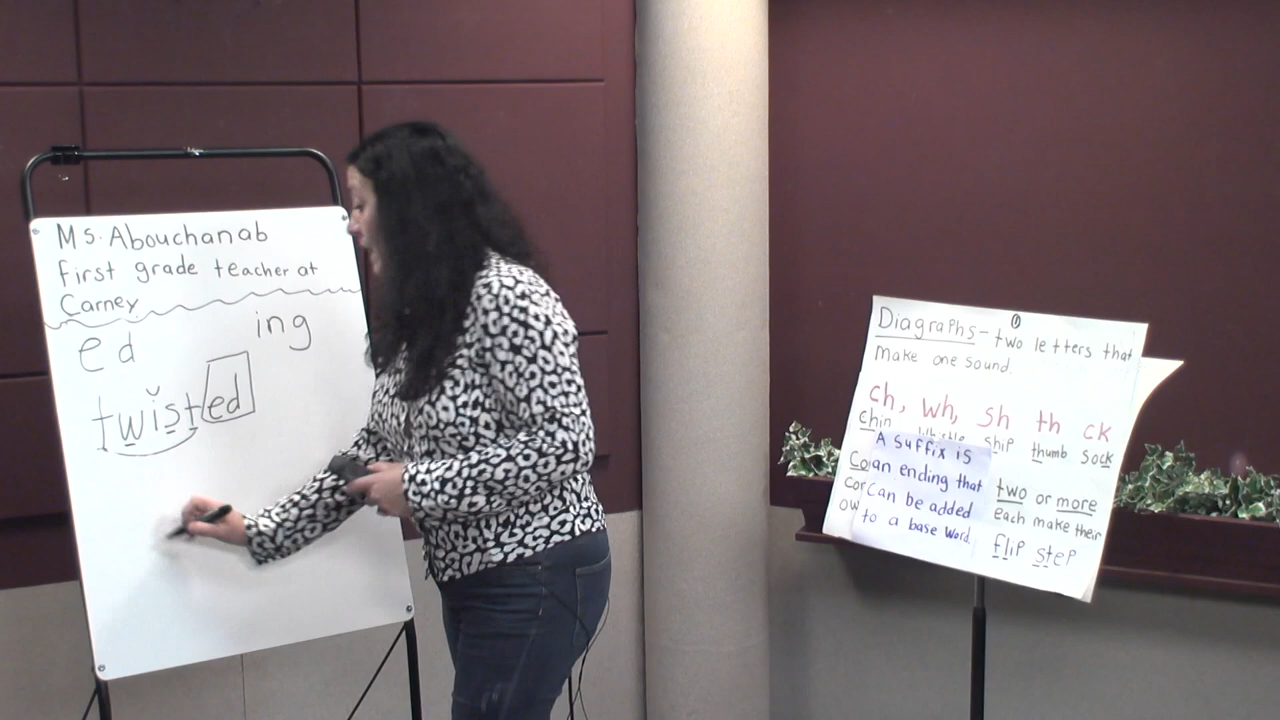 Ms. Abouchanab
First grade teacher at
Carney
ed
ing
twisted
Diagraphs - two letters that
make one sound.
ch, wh, sh th ck
chin ship thumb sock
A suffix is
an ending that
can be added
to a base word.
two or more
each make their
ow
flip step